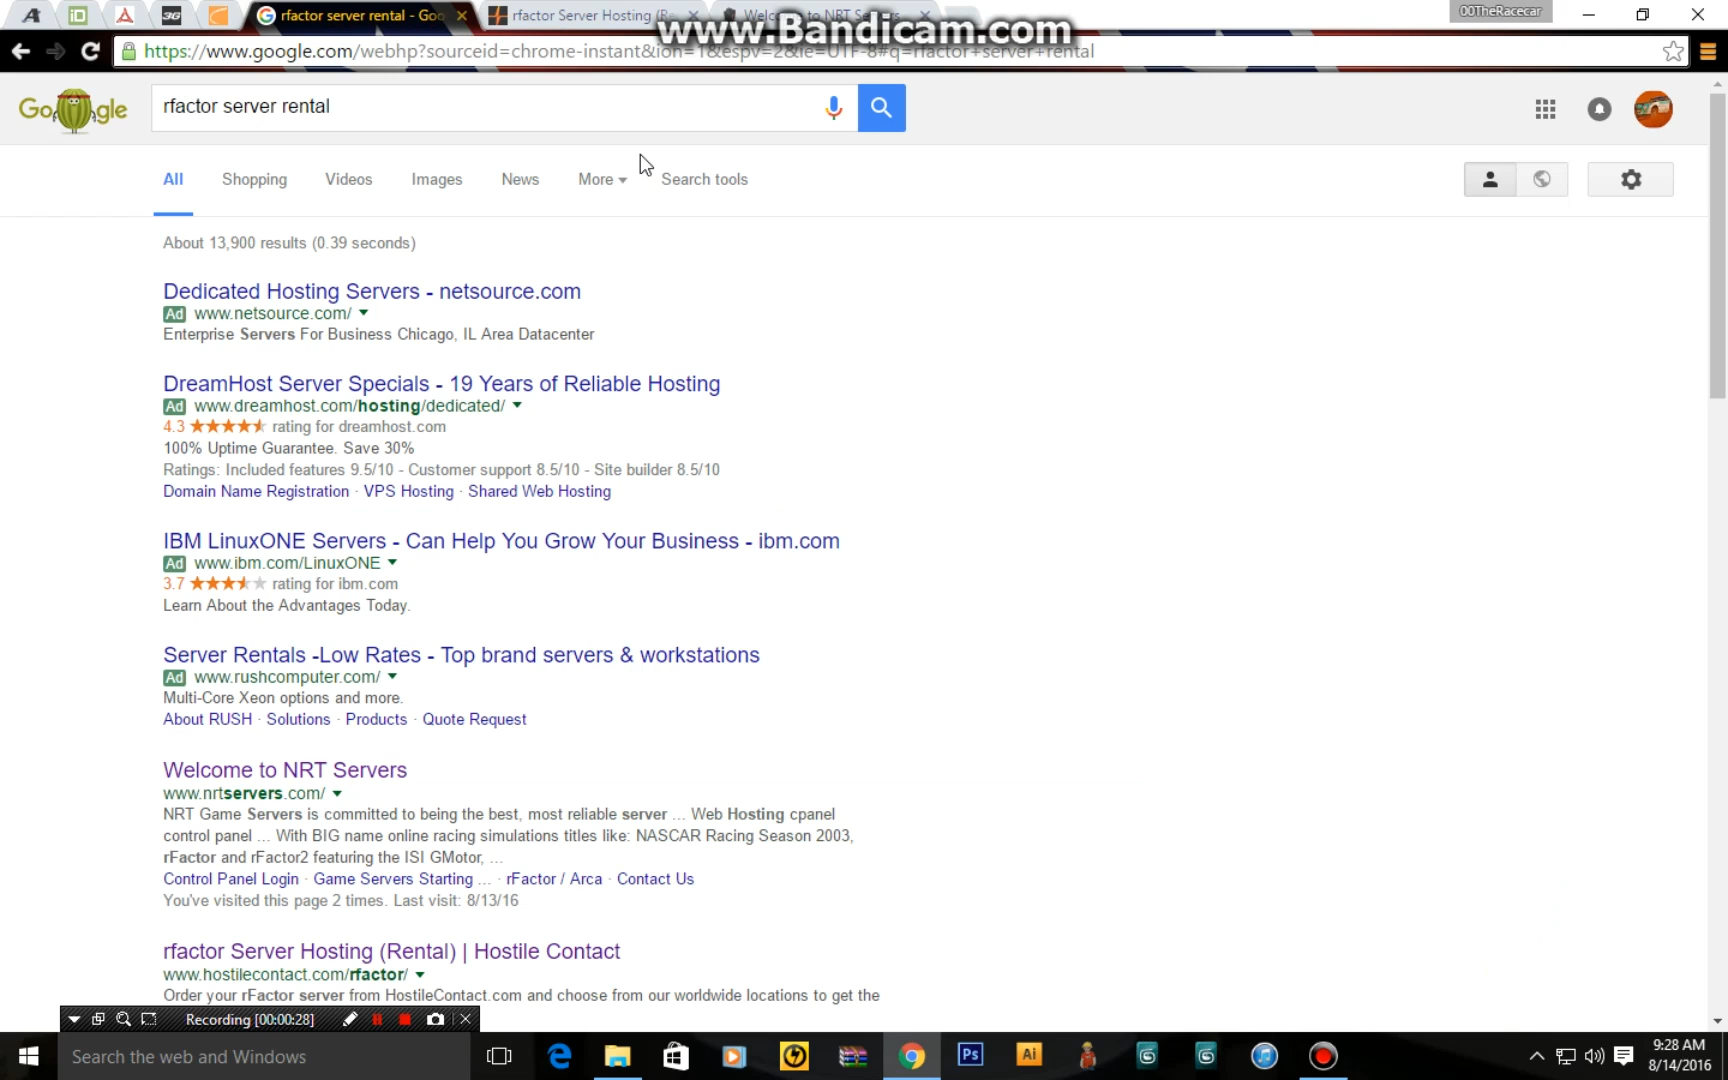 rfactor server rental - Goo
rfactor Server Hosting (Re
Welcome to NRT Servers
www.Bandicam.com
00TheRacecar
https://www.google.com/webhp?sourceid=chrome-instant&ion=1&espv=2&ie=UTF-8#q=rfactor+server+rental
Google
rfactor server rental
All
Shopping
Videos
Images
News
More
Search tools
About 13,900 results (0.39 seconds)
Dedicated Hosting Servers - netsource.com
Ad www.netsource.com/
Enterprise Servers For Business Chicago, IL Area Datacenter
DreamHost Server Specials - 19 Years of Reliable Hosting
Ad www.dreamhost.com/hosting/dedicated/
4.3 rating for dreamhost.com
100% Uptime Guarantee. Save 30%
Ratings: Included features 9.5/10 - Customer support 8.5/10 - Site builder 8.5/10
Domain Name Registration · VPS Hosting · Shared Web Hosting
IBM LinuxONE Servers - Can Help You Grow Your Business - ibm.com
Ad www.ibm.com/LinuxONE
3.7 rating for ibm.com
Learn About the Advantages Today.
Server Rentals -Low Rates - Top brand servers & workstations
Ad www.rushcomputer.com/
Multi-Core Xeon options and more.
About RUSH · Solutions · Products · Quote Request
Welcome to NRT Servers
www.nrtservers.com/
NRT Game Servers is committed to being the best, most reliable server ... Web Hosting cpanel
control panel ... With BIG name online racing simulations titles like: NASCAR Racing Season 2003,
rFactor and rFactor2 featuring the ISI GMotor, ...
Control Panel Login · Game Servers Starting ... · rFactor / Arca · Contact Us
You've visited this page 2 times. Last visit: 8/13/16
rfactor Server Hosting (Rental) | Hostile Contact
www.hostilecontact.com/rfactor/
Order your rFactor server from HostileContact.com and choose from our worldwide locations to get the
Recording [00:00:28]
Search the web and Windows
Ps
Ai
9:28 AM
8/14/2016